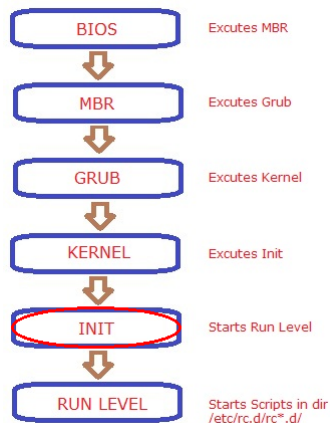 BIOS Excutes MBR
MBR Excutes Grub
GRUB Excutes Kernel
KERNEL Excutes Init
INIT Starts Run Level
RUN LEVEL Starts Scripts in dir
/etc/rc.d/rc*.d/